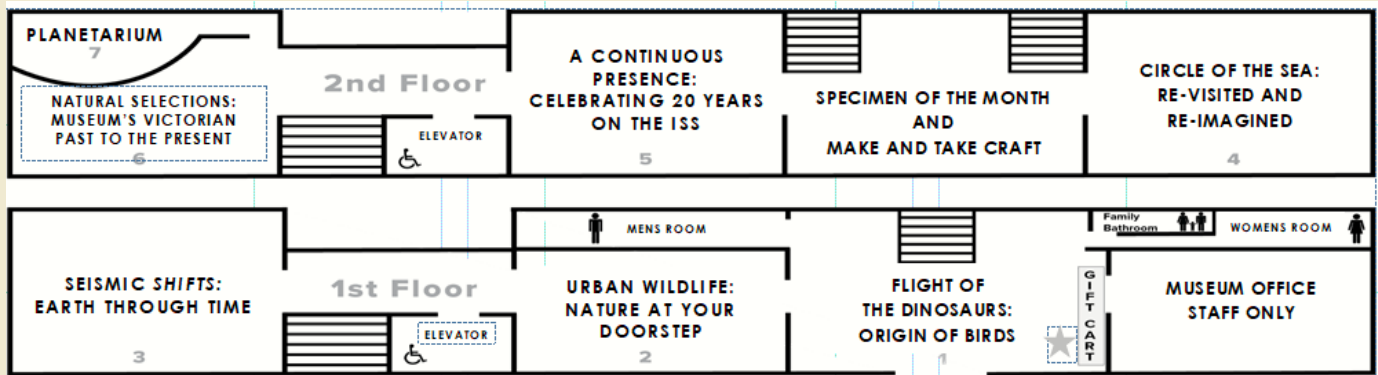 PLANETARIUM
7
NATURAL SELECTIONS:
MUSEUM'S VICTORIAN
PAST TO THE PRESENT
6
2nd Floor
ELEVATOR
A CONTINUOUS
PRESENCE:
CELEBRATING 20 YEARS
ON THE ISS
5
SPECIMEN OF THE MONTH
AND
MAKE AND TAKE CRAFT
CIRCLE OF THE SEA:
RE-VISITED AND
RE-IMAGINED
4
SEISMIC SHIFTS:
EARTH THROUGH TIME
3
1st Floor
ELEVATOR
MENS ROOM
URBAN WILDLIFE:
NATURE AT YOUR
DOORSTEP
2
FLIGHT OF
THE DINOSAURS:
ORIGIN OF BIRDS
1
GIFT CART
Family
Bathroom
WOMENS ROOM
MUSEUM OFFICE
STAFF ONLY